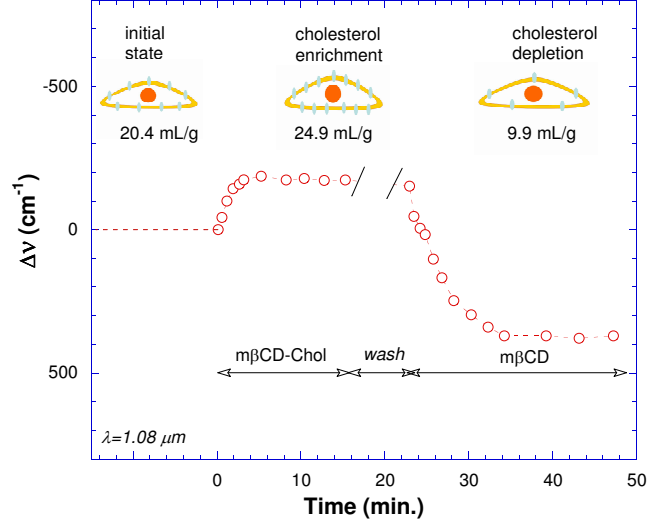 initial
state
cholesterol
enrichment
cholesterol
depletion
20.4 mL/g
24.9 mL/g
9.9 mL/g
-500
0
500
Δν (cm⁻¹)
mβCD-Chol
wash
mβCD
λ=1.08 μm
0 10 20 30 40 50
Time (min.)